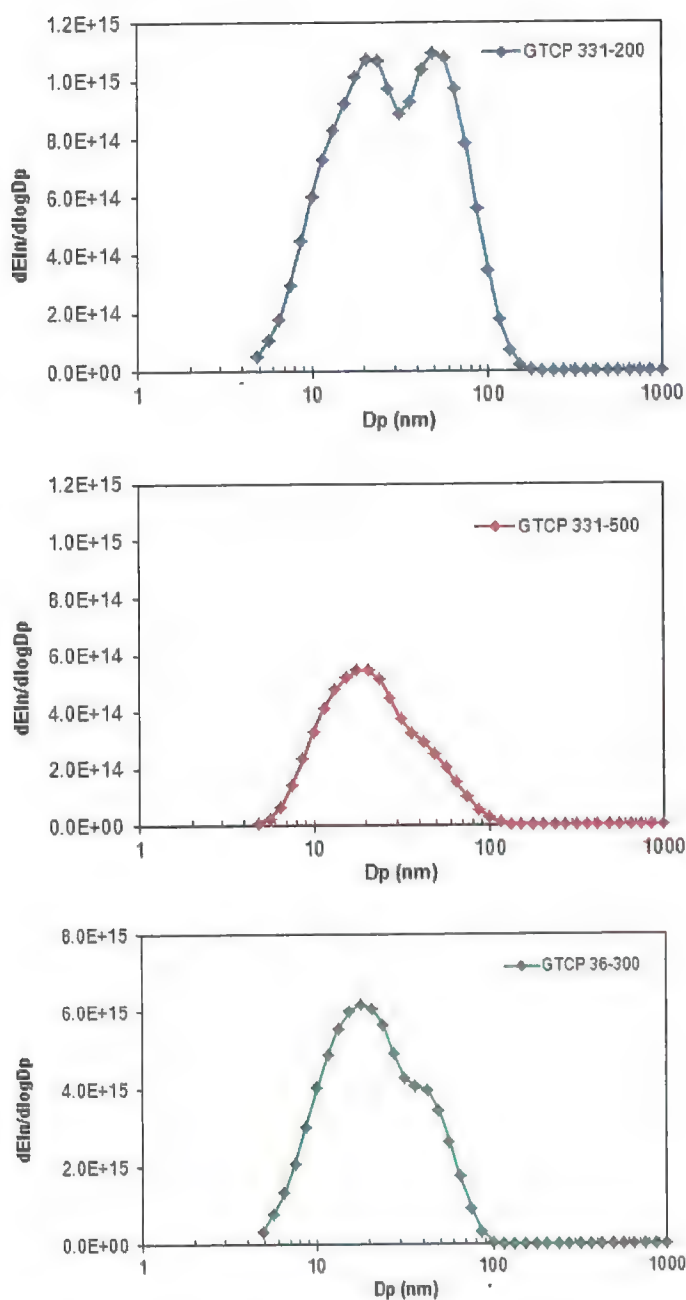 1.2E+15
GTCP 331-200
1.0E+15
8.0E+14
6.0E+14
4.0E+14
2.0E+14
0.0E+00
dEIn/dlogDp
1 10 100 1000
Dp (nm)
1.2E+15
GTCP 331-500
1.0E+15
8.0E+14
6.0E+14
4.0E+14
2.0E+14
0.0E+00
dEIn/dlogDp
1 10 100 1000
Dp (nm)
8.0E+15
GTCP 36-300
6.0E+15
4.0E+15
2.0E+15
0.0E+00
dEIn/dlogDp
1 10 100 1000
Dp (nm)